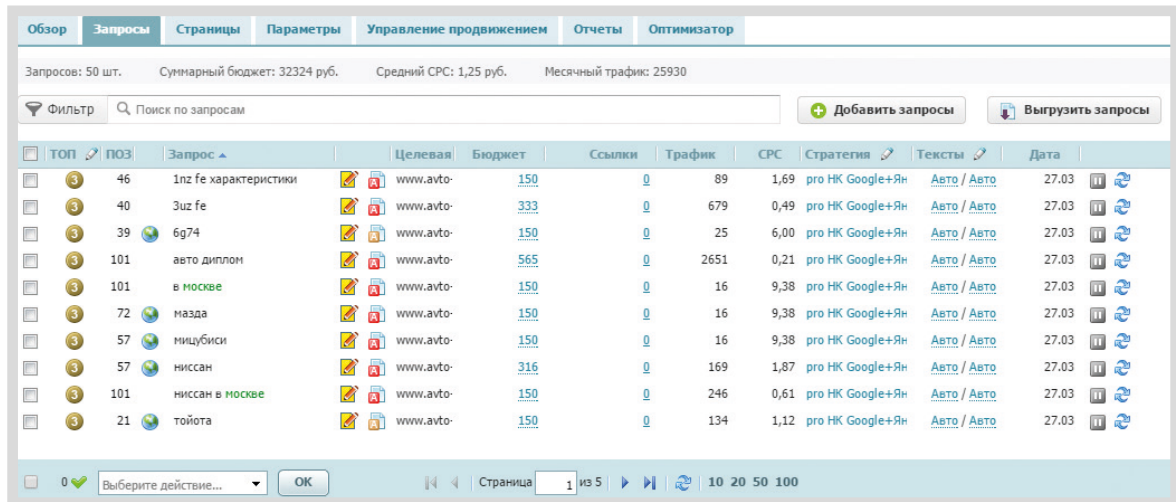 Обзор Запросы Страницы Параметры Управление продвижением Отчеты Оптимизатор
Запросов: 50 шт. Суммарный бюджет: 32324 руб. Средний CPC: 1,25 руб. Месячный трафик: 25930
Фильтр Поиск по запросам Добавить запросы Выгрузить запросы
ТОП ПОЗ Запрос Целевая Бюджет Ссылки Трафик CPC Стратегия Тексты Дата
3 46 1nz fe характеристики www.avto- 150 0 89 1,69 pro НК Google+Ян Авто / Авто 27.03
3 40 3uz fe www.avto- 333 0 679 0,49 pro НК Google+Ян Авто / Авто 27.03
3 39 6g74 www.avto- 150 0 25 6,00 pro НК Google+Ян Авто / Авто 27.03
3 101 авто диплом www.avto- 565 0 2651 0,21 pro НК Google+Ян Авто / Авто 27.03
3 101 в москве www.avto- 150 0 16 9,38 pro НК Google+Ян Авто / Авто 27.03
3 72 мазда www.avto- 150 0 16 9,38 pro НК Google+Ян Авто / Авто 27.03
3 57 мицубиси www.avto- 150 0 16 9,38 pro НК Google+Ян Авто / Авто 27.03
3 57 ниссан www.avto- 316 0 169 1,87 pro НК Google+Ян Авто / Авто 27.03
3 101 ниссан в москве www.avto- 150 0 246 0,61 pro НК Google+Ян Авто / Авто 27.03
3 21 тойота www.avto- 150 0 134 1,12 pro НК Google+Ян Авто / Авто 27.03
0 Выберите действие... OK Страница 1 из 5 10 20 50 100